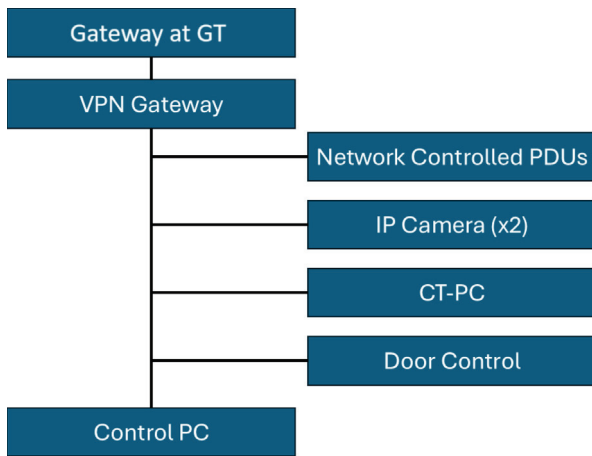 Gateway at GT
VPN Gateway
Network Controlled PDUs
IP Camera (x2)
CT-PC
Door Control
Control PC